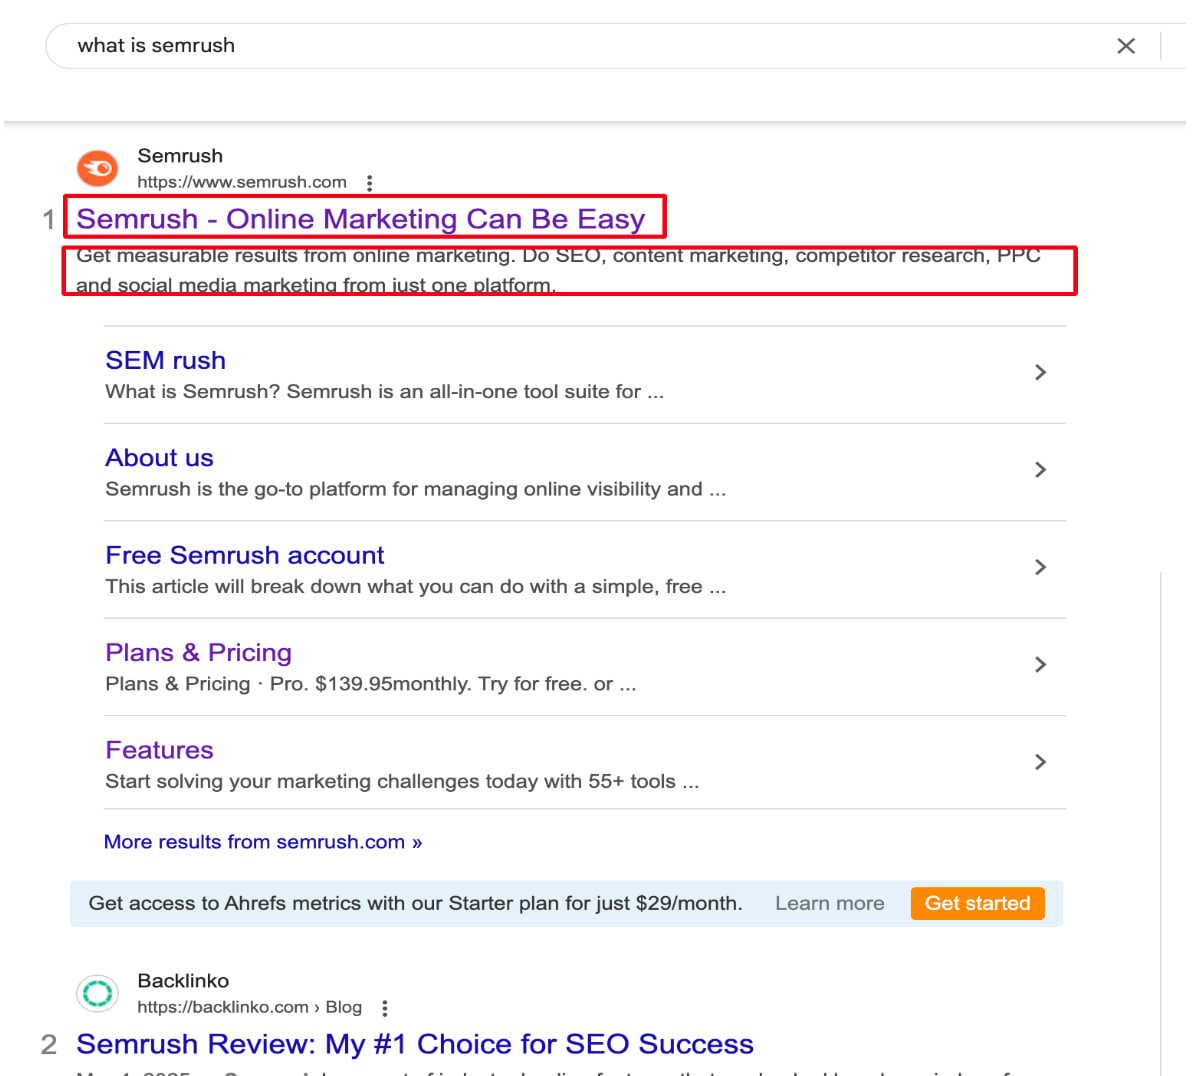 what is semrush
Semrush
https://www.semrush.com
1 Semrush - Online Marketing Can Be Easy
Get measurable results from online marketing. Do SEO, content marketing, competitor research, PPC
and social media marketing from just one platform.
SEM rush
What is Semrush? Semrush is an all-in-one tool suite for ...
About us
Semrush is the go-to platform for managing online visibility and ...
Free Semrush account
This article will break down what you can do with a simple, free ...
Plans & Pricing
Plans & Pricing · Pro. $139.95monthly. Try for free. or ...
Features
Start solving your marketing challenges today with 55+ tools ...
More results from semrush.com »
Get access to Ahrefs metrics with our Starter plan for just $29/month. Learn more Get started
Backlinko
https://backlinko.com › Blog
2 Semrush Review: My #1 Choice for SEO Success